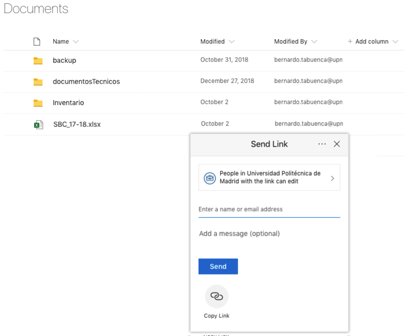 Documents
Name Modified Modified By + Add column
backup October 31, 2018 bernardo.tabuenca@upn
documentosTecnicos December 27, 2018 bernardo.tabuenca@upn
Inventario October 2 bernardo.tabuenca@upn
SBC_17-18.xlsx October 2 bernardo.tabuenca@upn
Send Link
People in Universidad Politécnica de
Madrid with the link can edit
Enter a name or email address
Add a message (optional)
Send
Copy Link